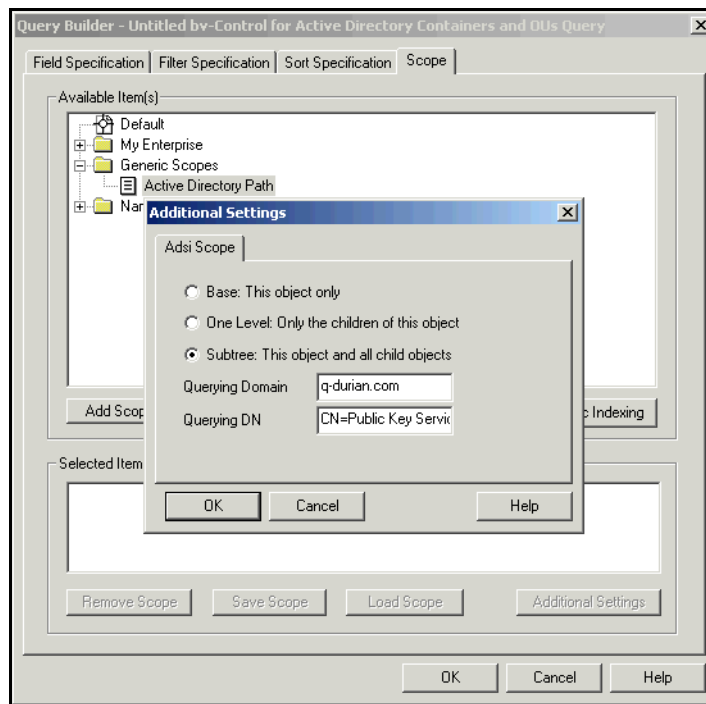 Query Builder - Untitled bv-Control for Active Directory Containers and OUs Query
Field Specification Filter Specification Sort Specification Scope
Available Item(s)
Default
My Enterprise
Generic Scopes
Active Directory Path
Additional Settings
Adsi Scope
Base: This object only
One Level: Only the children of this object
Subtree: This object and all child objects
Querying Domain q-durian.com
Querying DN CN=Public Key
Add Indexing
Selected Item
OK Cancel Help
Remove Scope Save Scope Load Scope Additional Settings
OK Cancel Help